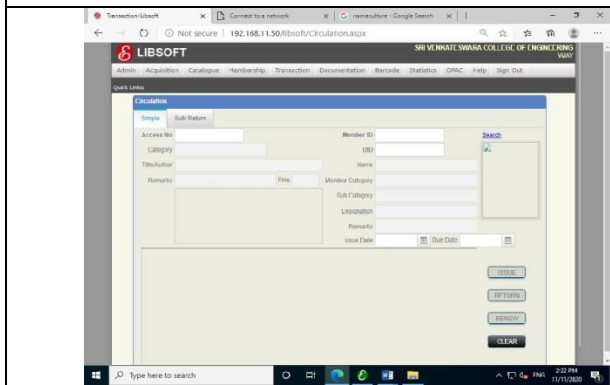 Transaction-Libsoft
Connect to a network
nameculture - Google Search
Not secure 192.168.11.50/libsoft/Circulation.aspx
LIBSOFT
SRI VENKATESWARA COLLEGE OF ENGINEERING
VIJAY
Admin Acquisition Catalogue Membership Transaction Documentation Barcode Statistics OPAC Help Sign Out
Quick Links
Circulation
Simple Bulk Return
Access No Member ID Search
Category UID
Title/Author Name
Remarks Fine Member Category
Sub Category
Designation
Remarks
Issue Date Due Date
ISSUE
RETURN
RENEW
CLEAR
Type here to search
ENG
2:22 PM
11/11/2020